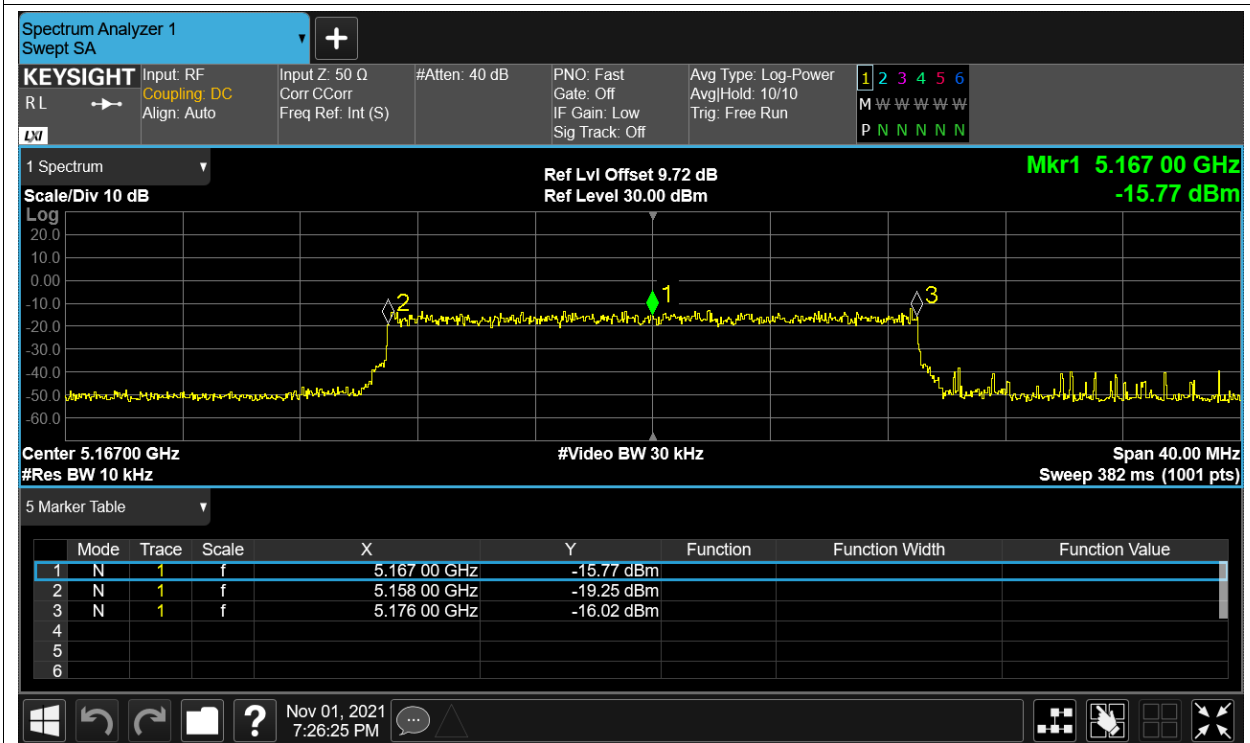 Spectrum Analyzer 1
Swept SA
+
KEYSIGHT Input: RF Input Z: 50 Ω #Atten: 40 dB PNO: Fast Avg Type: Log-Power 1 2 3 4 5 6
R L Coupling: DC Corr CCorr Gate: Off Avg|Hold: 10/10 M W W W W W
Align: Auto Freq Ref: Int (S) IF Gain: Low Trig: Free Run
LXI Sig Track: Off P N N N N N
1 Spectrum Ref Lvl Offset 9.72 dB Mkr1 5.167 00 GHz
Scale/Div 10 dB Ref Level 30.00 dBm -15.77 dBm
Log
20.0
10.0
0.00
-10.0 2 1 3
-20.0
-30.0
-40.0
-50.0
-60.0
Center 5.16700 GHz #Video BW 30 kHz Span 40.00 MHz
#Res BW 10 kHz Sweep 382 ms (1001 pts)
5 Marker Table
Mode Trace Scale X Y Function Function Width Function Value
1 N 1 f 5.167 00 GHz -15.77 dBm
2 N 1 f 5.158 00 GHz -19.25 dBm
3 N 1 f 5.176 00 GHz -16.02 dBm
4
5
6
? Nov 01, 2021
7:26:25 PM